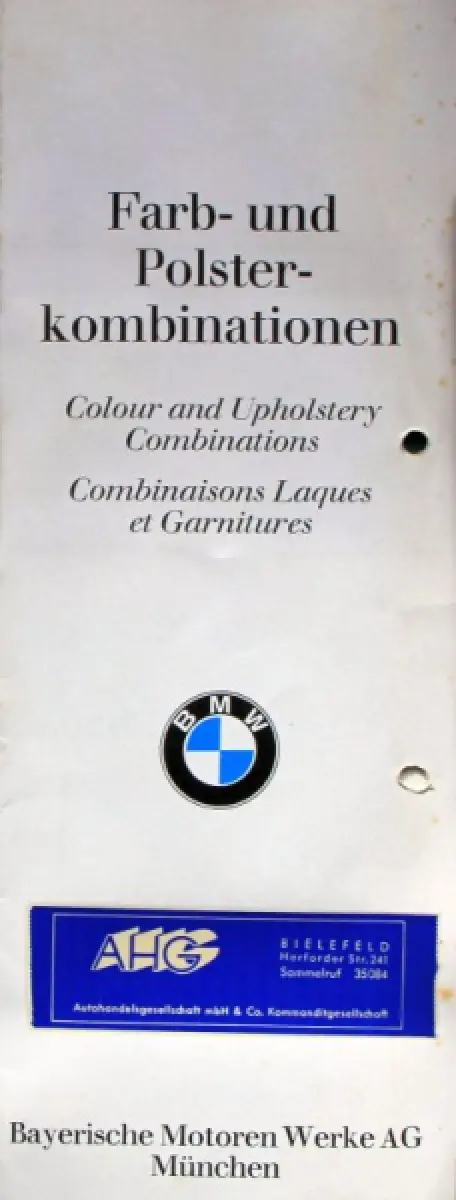 Farb- und
Polster-
kombinationen
Colour and Upholstery
Combinations
Combinaisons Laques
et Garnitures
BMW
AHG
BIELEFELD
Herforder Str. 241
Sammelruf 35084
Autohandelsgesellschaft mbH & Co. Kommanditgesellschaft
Bayerische Motoren Werke AG
München